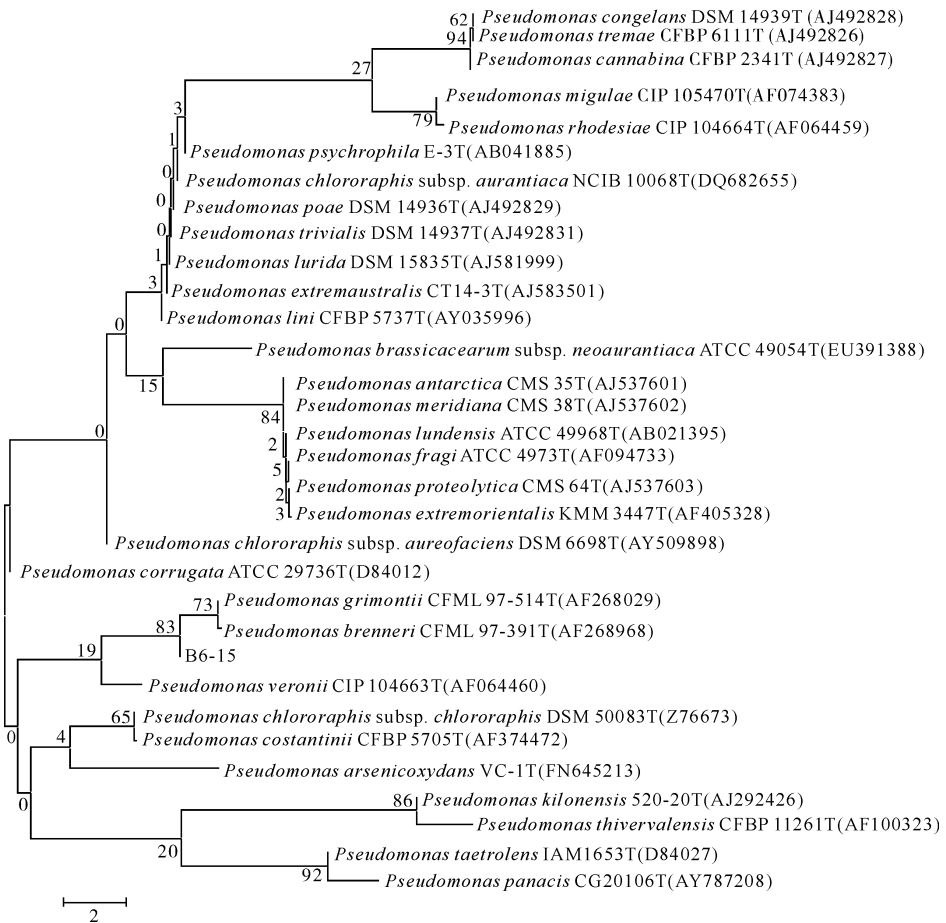 62 Pseudomonas congelans DSM 14939T (AJ492828)
94 Pseudomonas tremae CFBP 6111T (AJ492826)
Pseudomonas cannabina CFBP 2341T (AJ492827)
27
Pseudomonas migulae CIP 105470T(AF074383)
3
79 Pseudomonas rhodesiae CIP 104664T(AF064459)
1
Pseudomonas psychrophila E-3T(AB041885)
0
Pseudomonas chlororaphis subsp. aurantiaca NCIB 10068T(DQ682655)
0
Pseudomonas poae DSM 14936T(AJ492829)
0 Pseudomonas trivialis DSM 14937T(AJ492831)
1 Pseudomonas lurida DSM 15835T(AJ581999)
3 Pseudomonas extremaustralis CT14-3T(AJ583501)
Pseudomonas lini CFBP 5737T(AY035996)
0
Pseudomonas brassicacearum subsp. neoaurantiaca ATCC 49054T(EU391388)
15 Pseudomonas antarctica CMS 35T(AJ537601)
Pseudomonas meridiana CMS 38T(AJ537602)
84
0 Pseudomonas lundensis ATCC 49968T(AB021395)
2
Pseudomonas fragi ATCC 4973T(AF094733)
5
Pseudomonas proteolytica CMS 64T(AJ537603)
2
3 Pseudomonas extremorientalis KMM 3447T(AF405328)
Pseudomonas chlororaphis subsp. aureofaciens DSM 6698T(AY509898)
Pseudomonas corrugata ATCC 29736T(D84012)
73 Pseudomonas grimontii CFML 97-514T(AF268029)
83 Pseudomonas brenneri CFML 97-391T(AF268968)
19 B6-15
Pseudomonas veronii CIP 104663T(AF064460)
65 Pseudomonas chlororaphis subsp. chlororaphis DSM 50083T(Z76673)
0 4 Pseudomonas costantinii CFBP 5705T(AF374472)
Pseudomonas arsenicoxydans VC-1T(FN645213)
0 86 Pseudomonas kilonensis 520-20T(AJ292426)
Pseudomonas thivervalensis CFBP 11261T(AF100323)
20 Pseudomonas taetrolens IAM1653T(D84027)
92 Pseudomonas panacis CG20106T(AY787208)
2